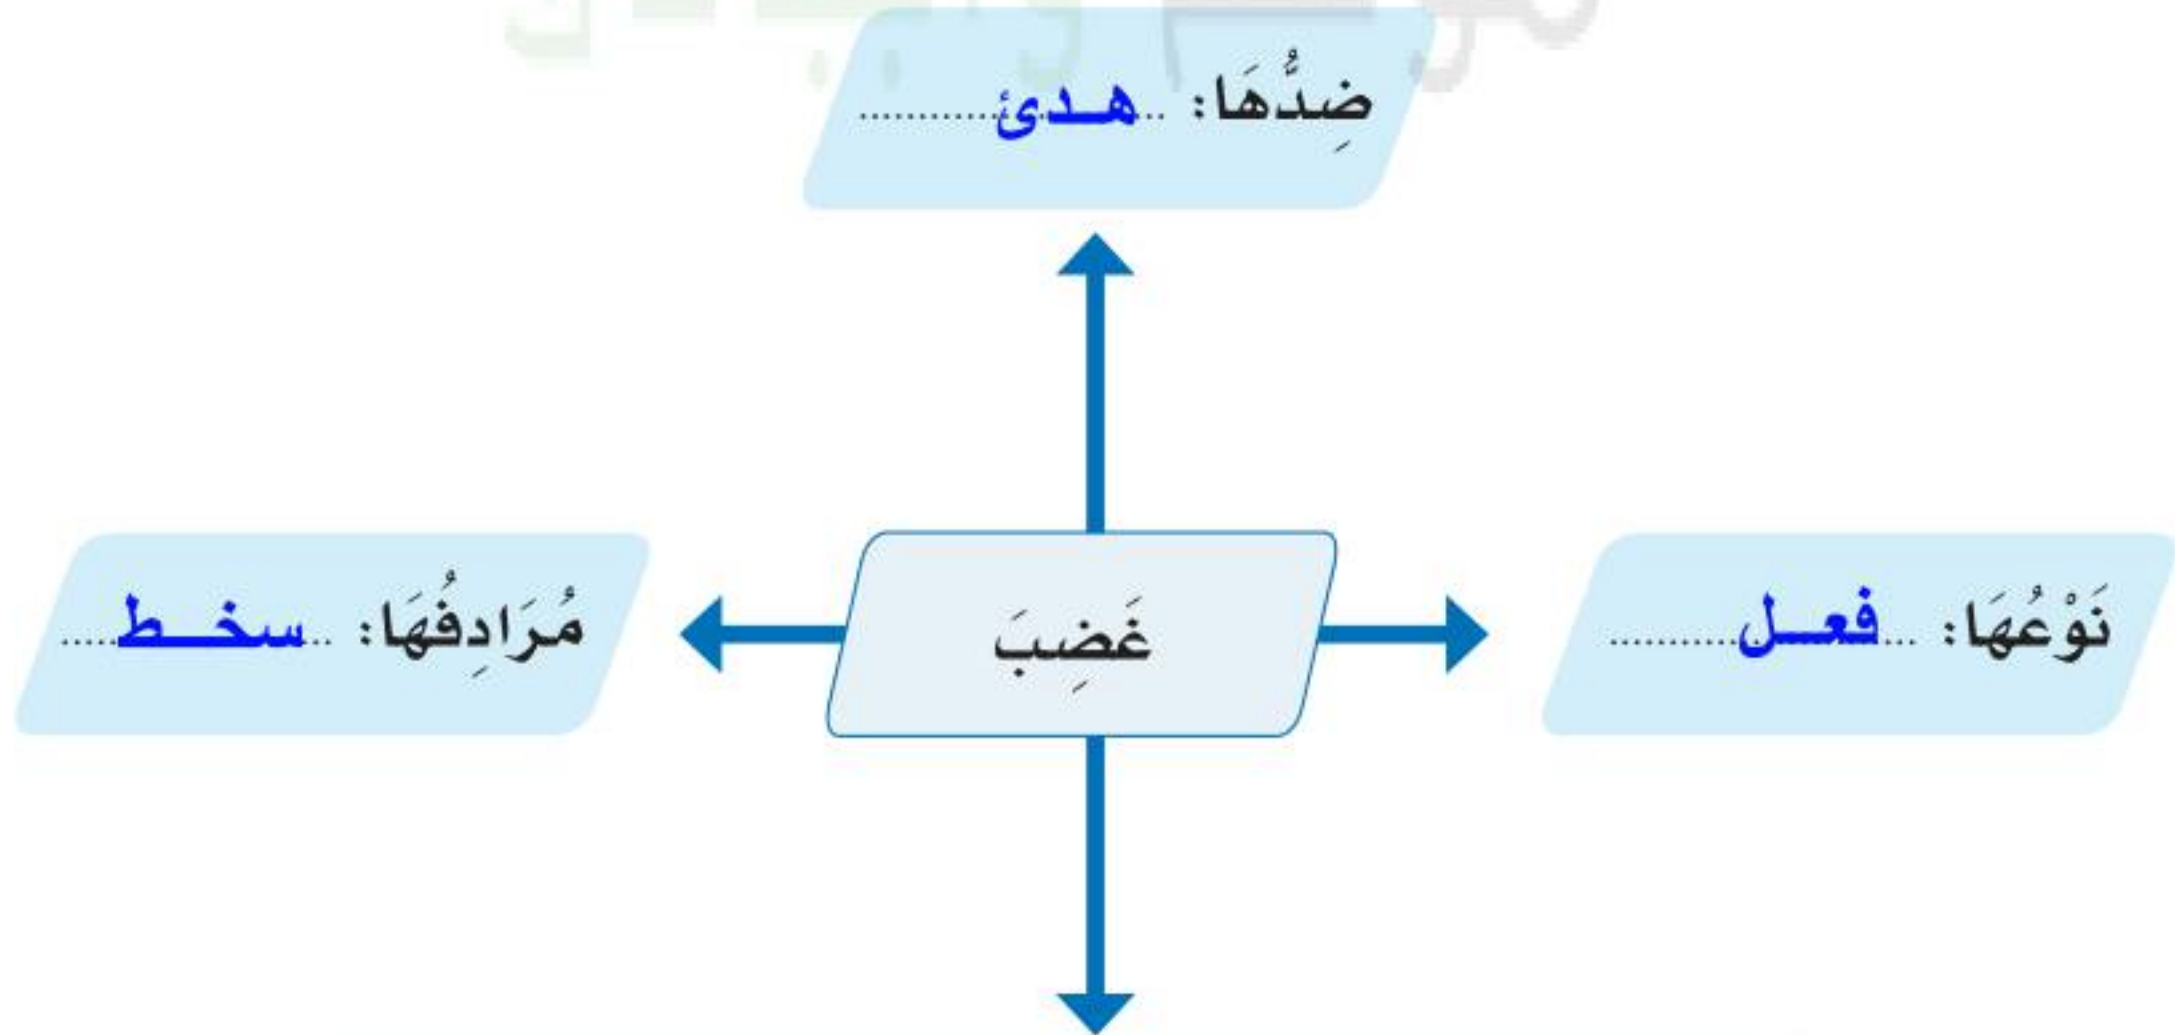 ضِدُّهَا: هدئ
نَوْعُهَا: فعل
غَضِبَ
مُرَادِفُهَا: سخط